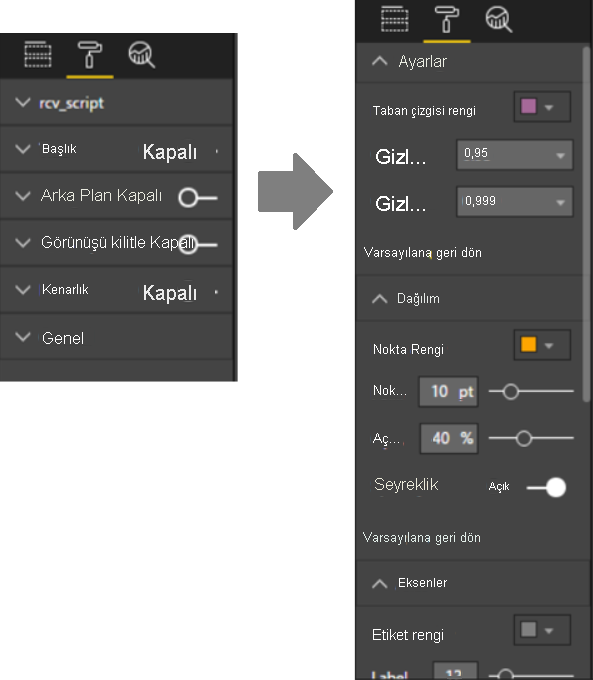 rcv_script
Başlık Kapalı
Arka Plan Kapalı
Görünüşü kilitle Kapalı
Kenarlık Kapalı
Genel
Ayarlar
Taban çizgisi rengi
Gizl... 0,95
Gizl... 0,999
Varsayılana geri dön
Dağılım
Nokta Rengi
Nok... 10 pt
Aç... 40 %
Seyreklik Açık
Varsayılana geri dön
Eksenler
Etiket rengi
Label 12